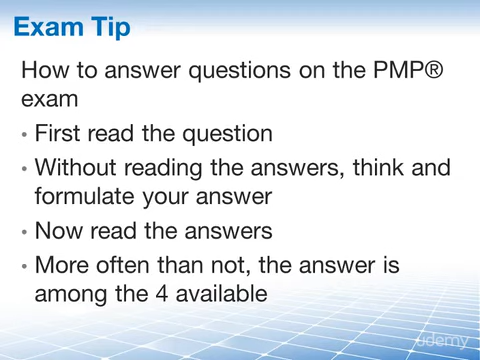 Exam Tip
How to answer questions on the PMP®
exam
• First read the question
• Without reading the answers, think and
formulate your answer
• Now read the answers
• More often than not, the answer is
among the 4 available
udemy